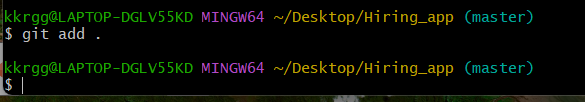 kkrgg@LAPTOP-DGLV55KD MINGW64 ~/Desktop/Hiring_app (master)
$ git add .
kkrgg@LAPTOP-DGLV55KD MINGW64 ~/Desktop/Hiring_app (master)
$